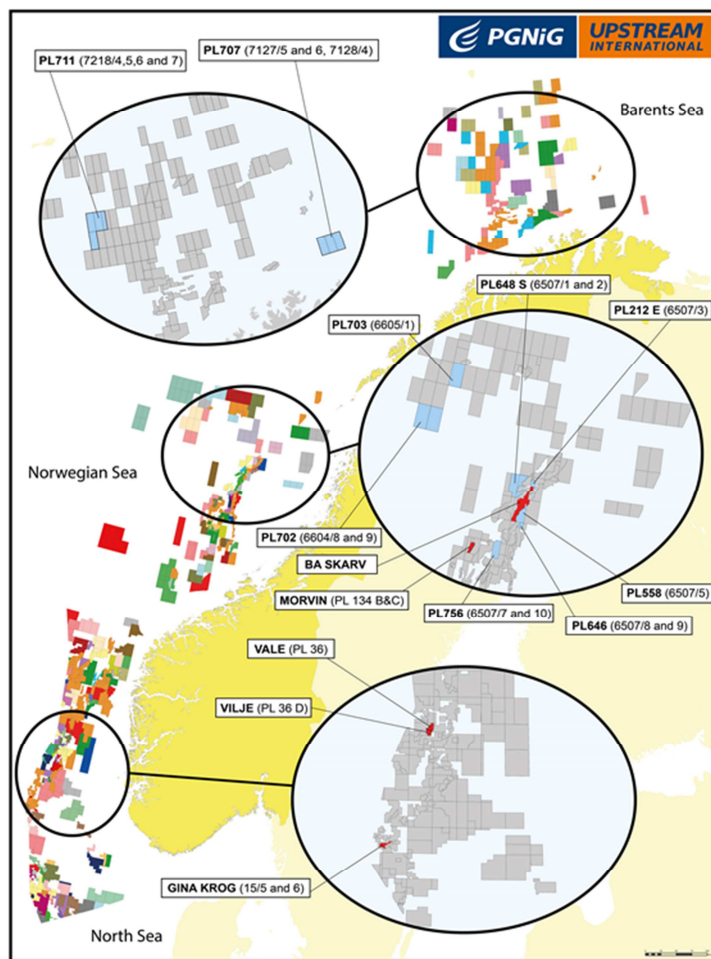 PGNiG
UPSTREAM
INTERNATIONAL
PL711 (7218/4,5,6 and 7)
PL707 (7127/5 and 6, 7128/4)
Barents Sea
PL648 S (6507/1 and 2)
PL212 E (6507/3)
PL703 (6605/1)
Norwegian Sea
PL702 (6604/8 and 9)
BA SKARV
MORVIN (PL 134 B&C)
PL558 (6507/5)
PL756 (6507/7 and 10)
PL646 (6507/8 and 9)
VALE (PL 36)
VILJE (PL 36 D)
GINA KROG (15/5 and 6)
North Sea